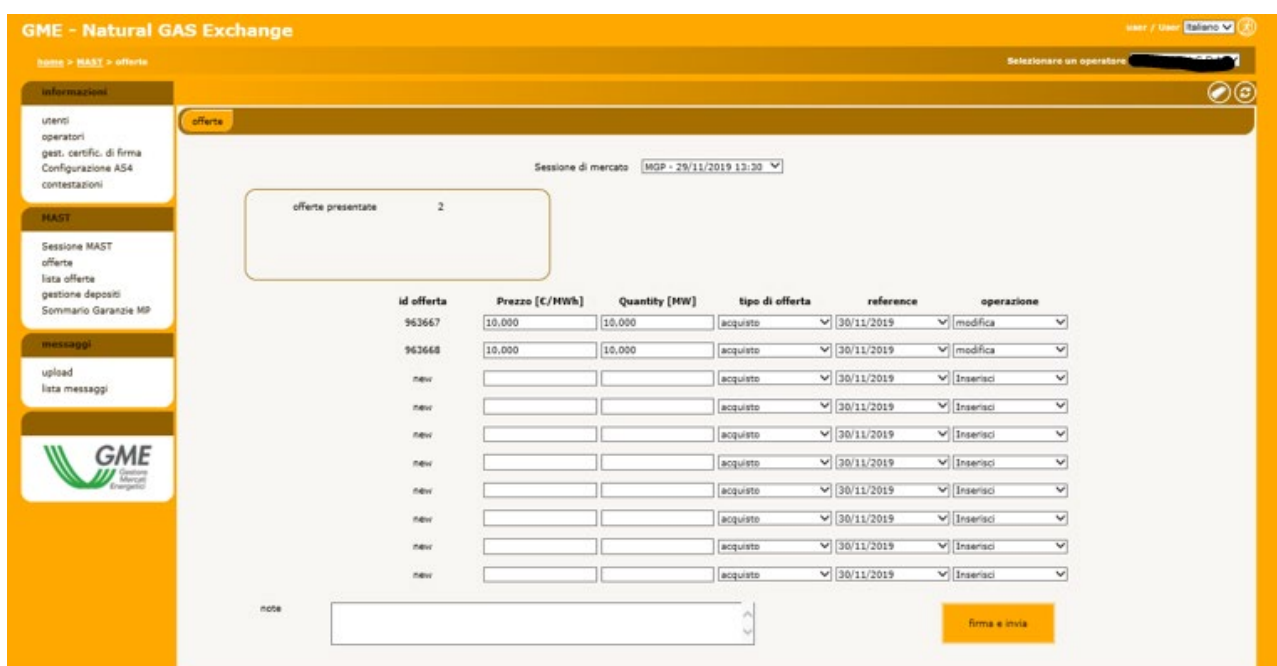 GME - Natural GAS Exchange
user / User Italiano
home > MAST > offerte
Selezionare un operatore
informazioni
utenti
operatori
gest. certific. di firma
Configurazione AS4
contestazioni
MAST
Sessione MAST
offerte
lista offerte
gestione depositi
Sommario Garanzie MP
messaggi
upload
lista messaggi
GME
Gestore
Mercati
Energetici
offerte
Sessione di mercato MGP - 29/11/2019 13:30
offerte presentate 2
id offerta Prezzo [€/MWh] Quantity [MW] tipo di offerta reference operazione
963667 10,000 10,000 acquisto 30/11/2019 modifica
963668 10,000 10,000 acquisto 30/11/2019 modifica
new acquisto 30/11/2019 Inserisci
new acquisto 30/11/2019 Inserisci
new acquisto 30/11/2019 Inserisci
new acquisto 30/11/2019 Inserisci
new acquisto 30/11/2019 Inserisci
new acquisto 30/11/2019 Inserisci
new acquisto 30/11/2019 Inserisci
new acquisto 30/11/2019 Inserisci
note
firma e invia